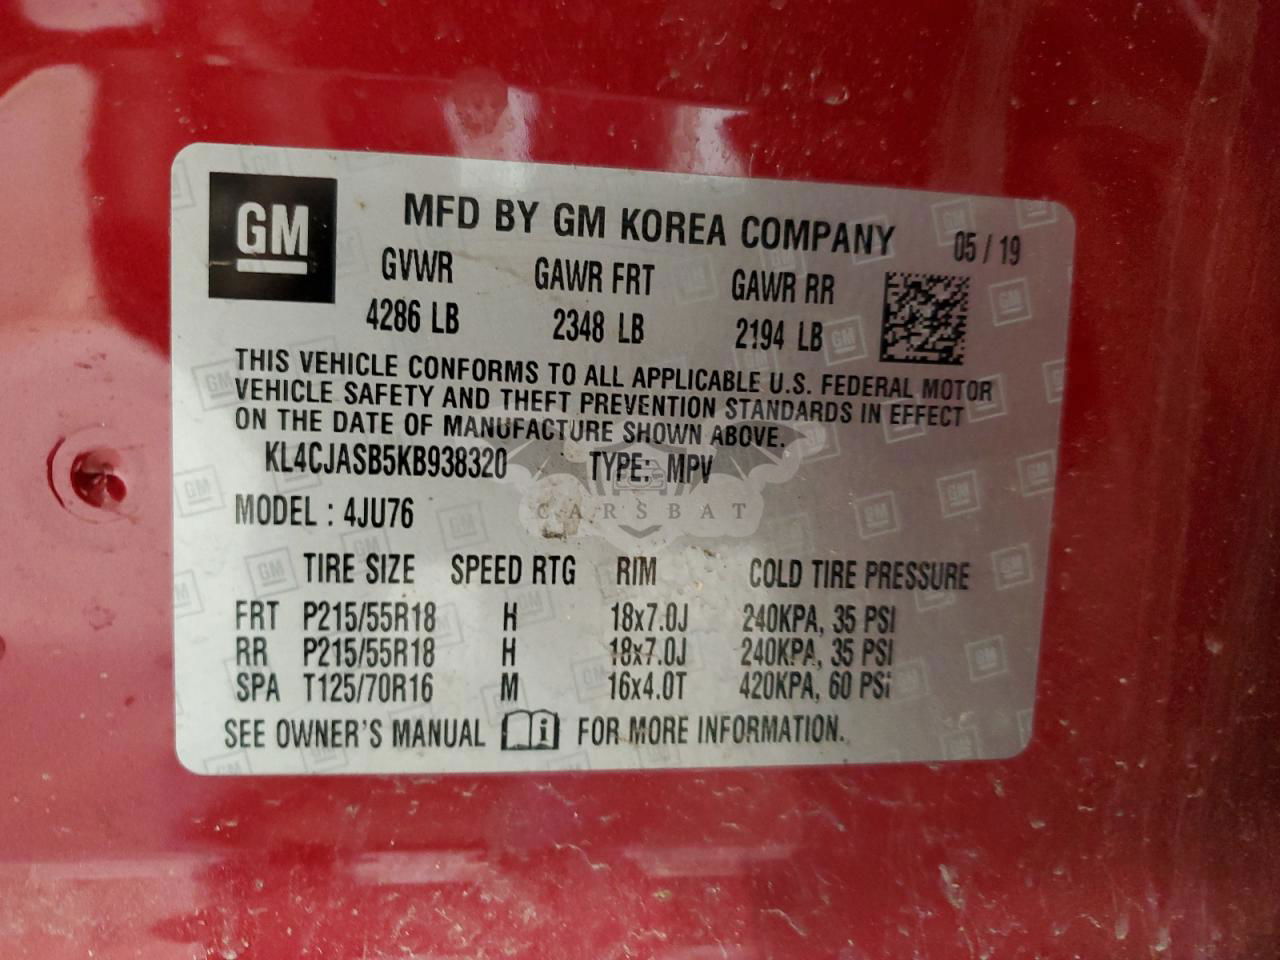 GM
MFD BY GM KOREA COMPANY 05 / 19
GVWR GAWR FRT GAWR RR
4286 LB 2348 LB 2194 LB
THIS VEHICLE CONFORMS TO ALL APPLICABLE U.S. FEDERAL MOTOR
VEHICLE SAFETY AND THEFT PREVENTION STANDARDS IN EFFECT
ON THE DATE OF MANUFACTURE SHOWN ABOVE.
KL4CJASB5KB938320 TYPE: MPV
CARSBAT
MODEL : 4JU76
TIRE SIZE SPEED RTG RIM COLD TIRE PRESSURE
FRT P215/55R18 H 18x7.0J 240KPA, 35 PSI
RR P215/55R18 H 18x7.0J 240KPA, 35 PSI
SPA T125/70R16 M 16x4.0T 420KPA, 60 PSi
SEE OWNER'S MANUAL FOR MORE INFORMATION.